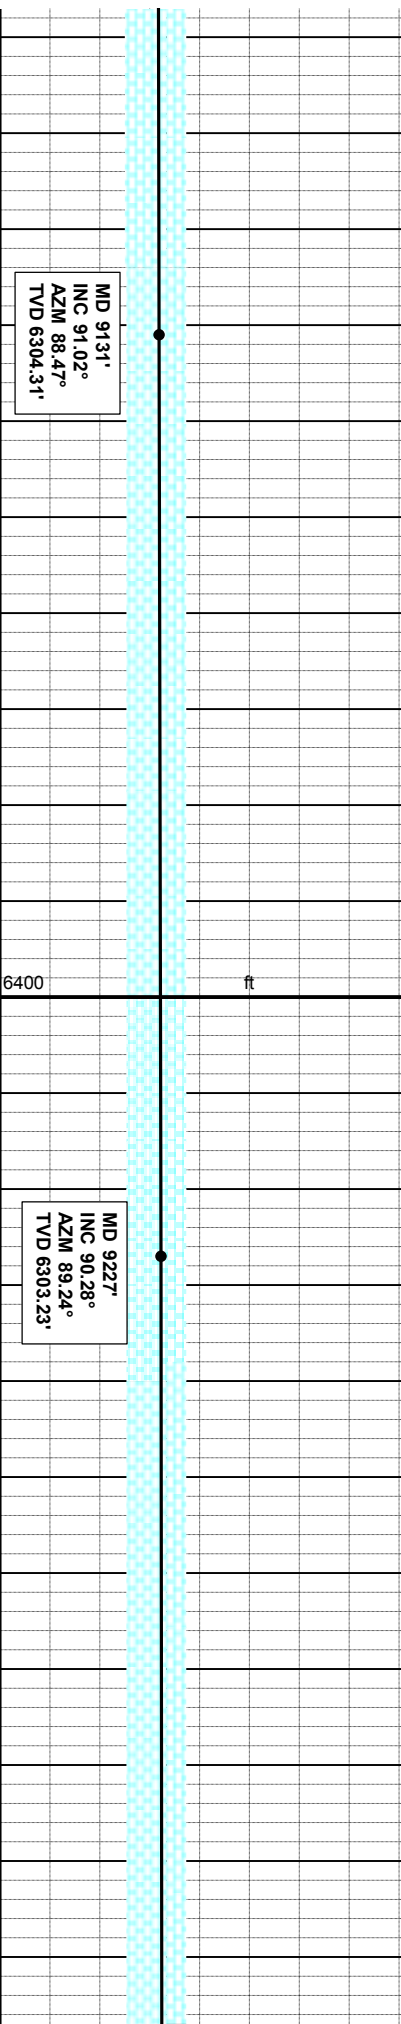 MD 9131'
INC 91.02°
AZM 88.47°
TVD 6304.31'
6400 ft
MD 9227'
INC 90.28°
AZM 89.24°
TVD 6303.23'